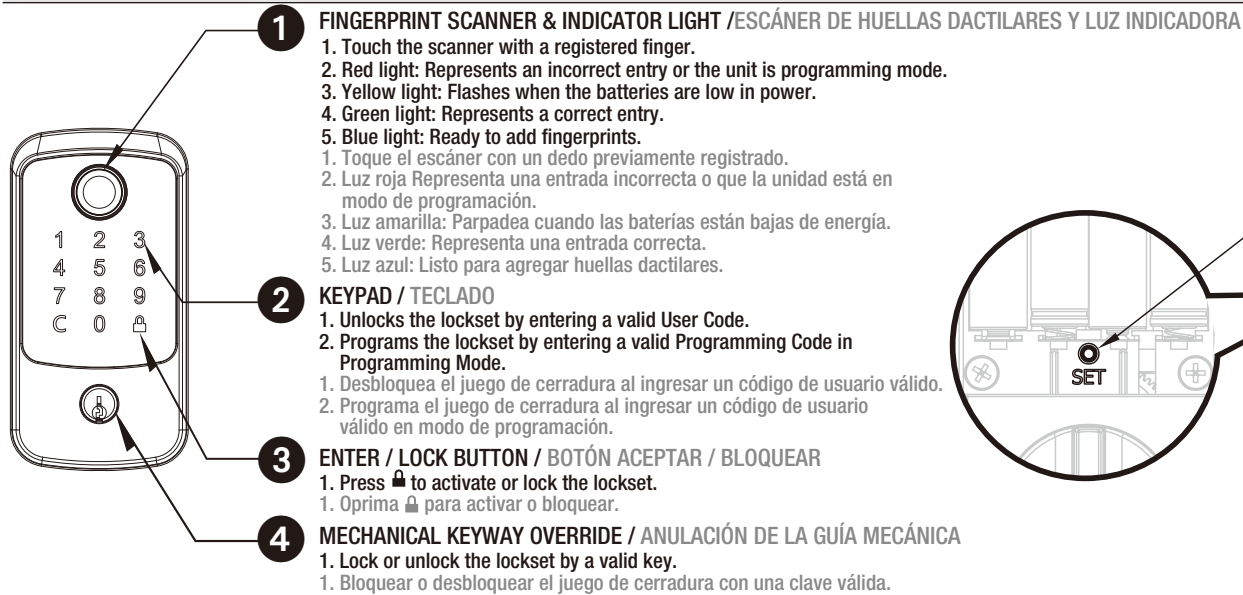 1
FINGERPRINT SCANNER & INDICATOR LIGHT /ESCÁNER DE HUELLAS DACTILARES Y LUZ INDICADORA
1. Touch the scanner with a registered finger.
2. Red light: Represents an incorrect entry or the unit is programming mode.
3. Yellow light: Flashes when the batteries are low in power.
4. Green light: Represents a correct entry.
5. Blue light: Ready to add fingerprints.
1. Toque el escáner con un dedo previamente registrado.
2. Luz roja Representa una entrada incorrecta o que la unidad está en
modo de programación.
3. Luz amarilla: Parpadea cuando las baterías están bajas de energía.
4. Luz verde: Representa una entrada correcta.
5. Luz azul: Listo para agregar huellas dactilares.
1 2 3
4 5 6
7 8 9
C 0
2
KEYPAD / TECLADO
1. Unlocks the lockset by entering a valid User Code.
2. Programs the lockset by entering a valid Programming Code in
Programming Mode.
1. Desbloquea el juego de cerradura al ingresar un código de usuario válido.
2. Programa el juego de cerradura al ingresar un código de usuario
válido en modo de programación.
SET
3
ENTER / LOCK BUTTON / BOTÓN ACEPTAR / BLOQUEAR
1. Press 🔒 to activate or lock the lockset.
1. Oprima 🔒 para activar o bloquear.
4
MECHANICAL KEYWAY OVERRIDE / ANULACIÓN DE LA GUÍA MECÁNICA
1. Lock or unlock the lockset by a valid key.
1. Bloquear o desbloquear el juego de cerradura con una clave válida.